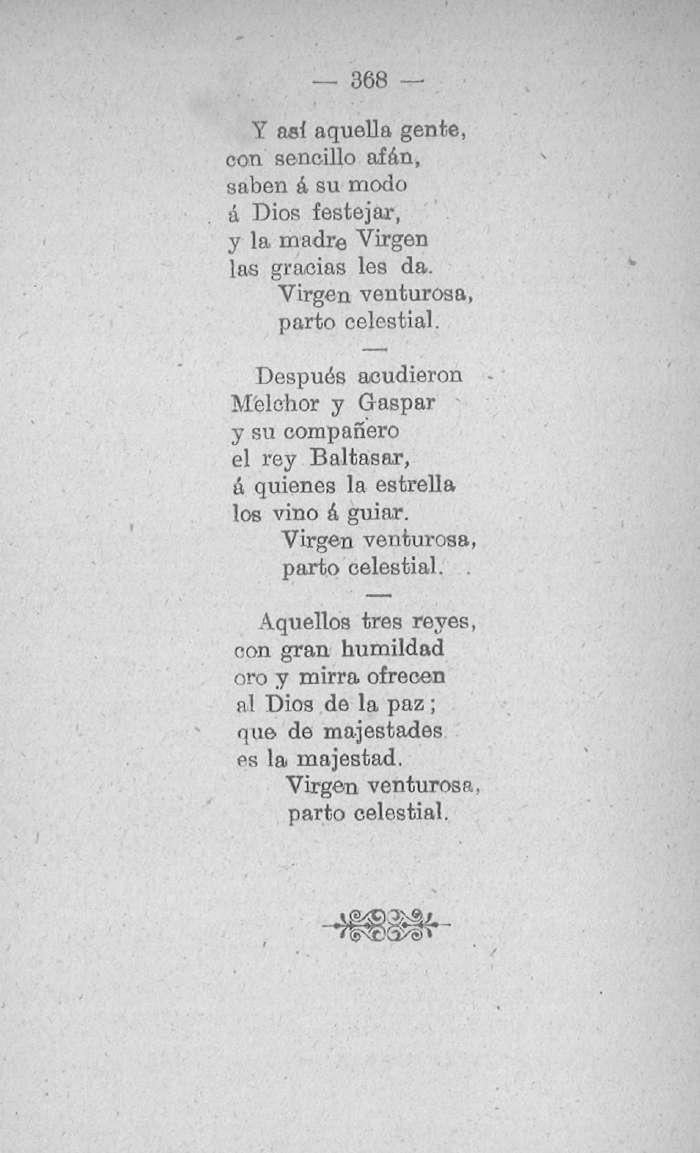 — 368 —
Y así aquella gente,
con sencillo afán,
saben á su modo
á Dios festejar,
y la madre Virgen
las gracias les da.
Virgen venturosa,
parto celestial.
Después acudieron
Melchor y Gaspar
y su compañero
el rey Baltasar,
á quienes la estrella
los vino á guiar.
Virgen venturosa,
parto celestial.
Aquellos tres reyes,
con gran humildad
oro y mirra ofrecen
al Dios de la paz;
que de majestades
es la majestad.
Virgen venturosa,
parto celestial.